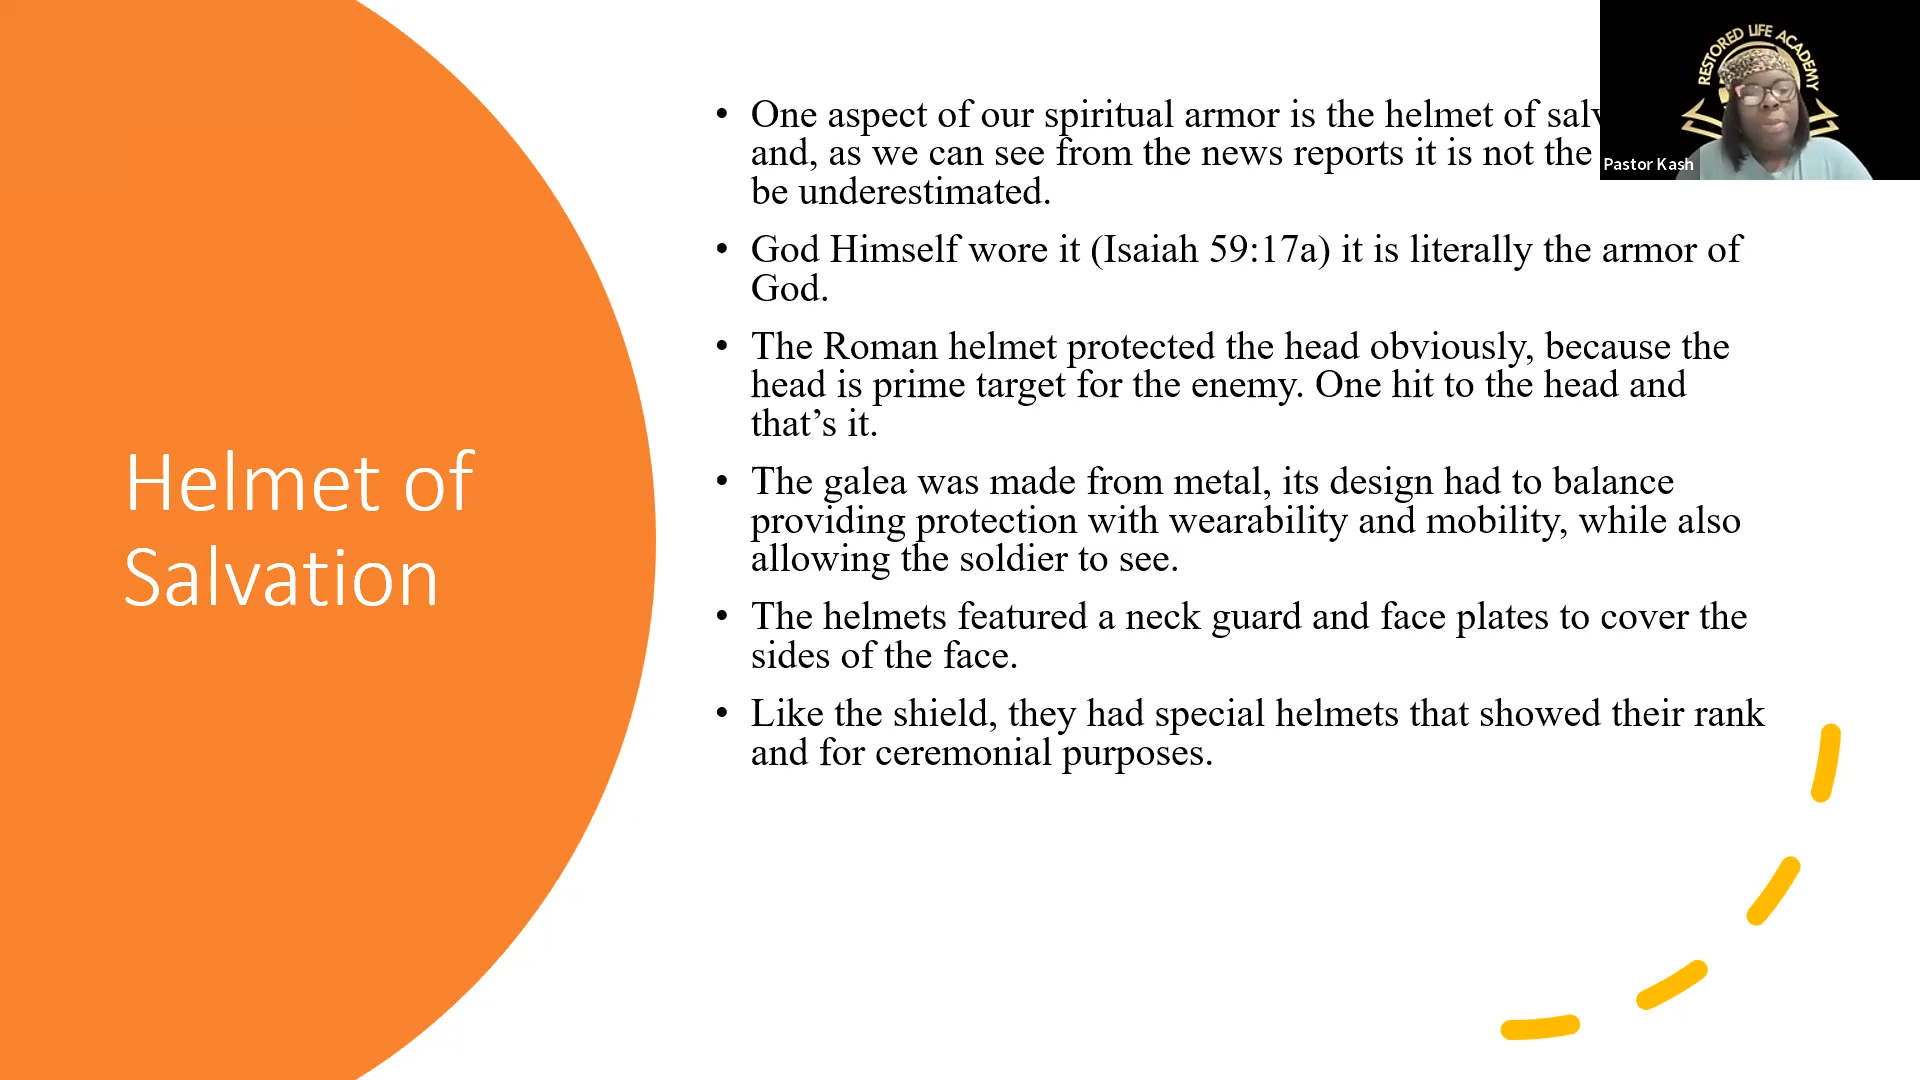 Helmet of
Salvation
• One aspect of our spiritual armor is the helmet of
and, as we can see from the news reports it is not the
be underestimated.
• God Himself wore it (Isaiah 59:17a) it is literally the armor of
God.
• The Roman helmet protected the head obviously, because the
head is prime target for the enemy. One hit to the head and
that’s it.
• The galea was made from metal, its design had to balance
providing protection with wearability and mobility, while also
allowing the soldier to see.
• The helmets featured a neck guard and face plates to cover the
sides of the face.
• Like the shield, they had special helmets that showed their rank
and for ceremonial purposes.
RESTORED LIFE ACADEMY
Pastor Kash